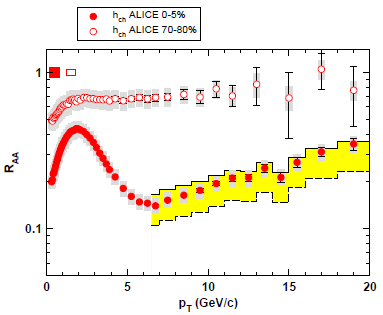 h_ch ALICE 0-5%
h_ch ALICE 70-80%
1
R_AA
0.1
0 5 10 15 20
p_T (GeV/c)